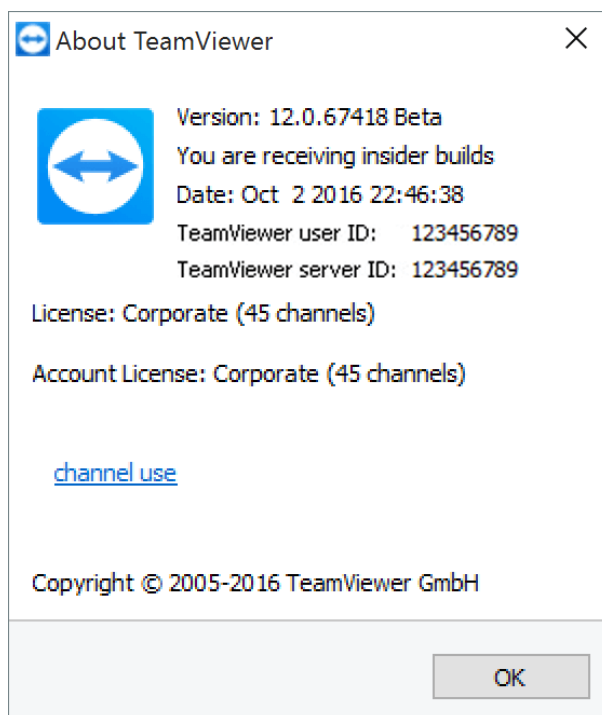 About TeamViewer
Version: 12.0.67418 Beta
You are receiving insider builds
Date: Oct  2 2016 22:46:38
TeamViewer user ID: 123456789
TeamViewer server ID: 123456789
License: Corporate (45 channels)
Account License: Corporate (45 channels)
channel use
Copyright © 2005-2016 TeamViewer GmbH
OK